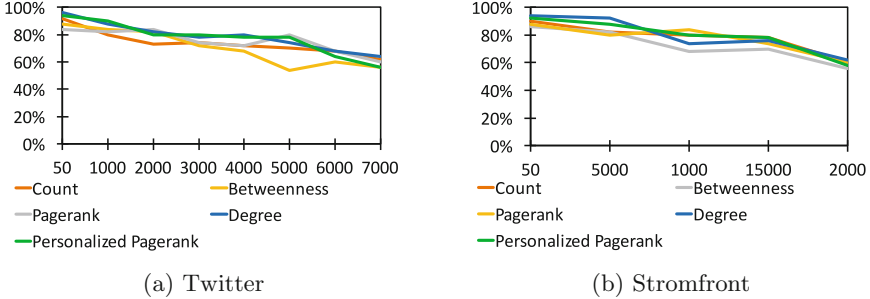 100%
80%
60%
40%
20%
0%
50 1000 2000 3000 4000 5000 6000 7000
Count Betweenness
Pagerank Degree
Personalized Pagerank
(a) Twitter
100%
80%
60%
40%
20%
0%
50 5000 1000 15000 2000
Count Betweenness
Pagerank Degree
Personalized Pagerank
(b) Stromfront